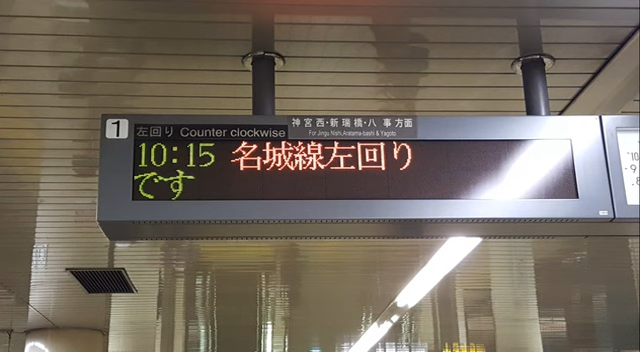 1
左回り Counter clockwise
神宮西・新瑞橋・八事方面
For Jingu Nishi,Aratama-bashi & Yagoto
10:15 名城線左回り
です